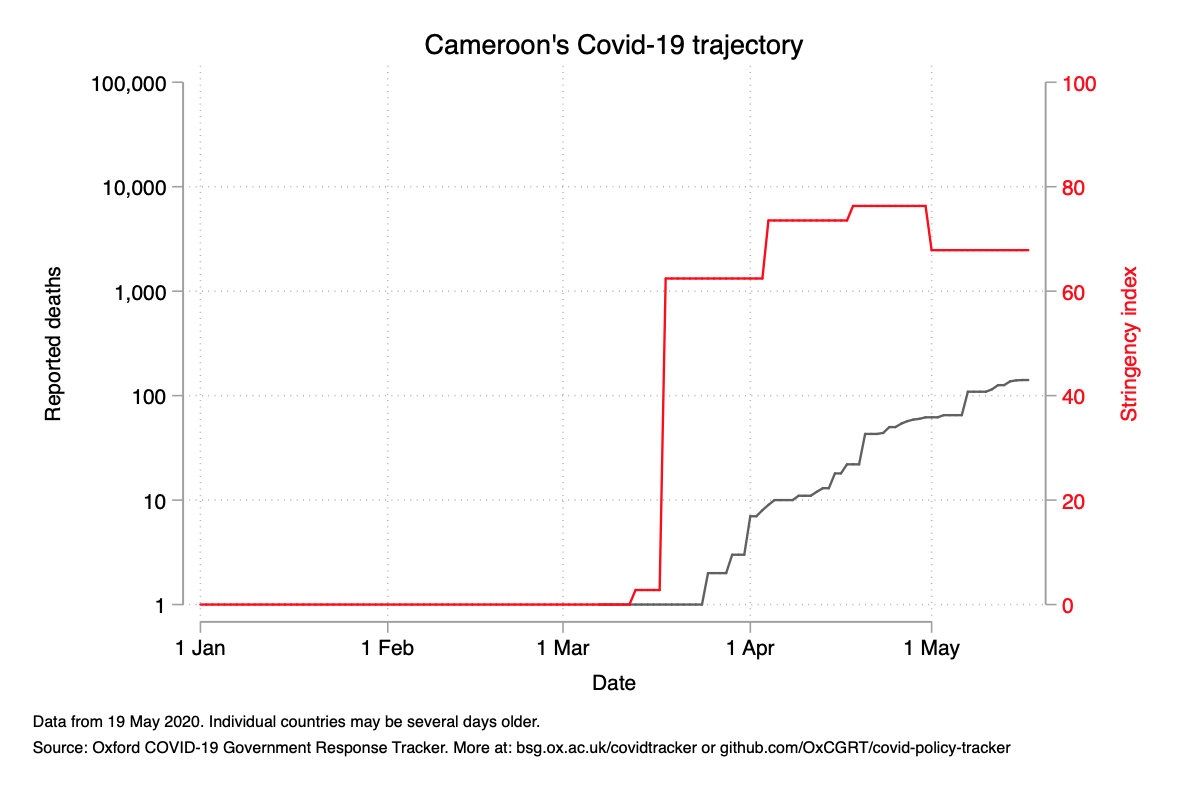 Cameroon's Covid-19 trajectory
100,000
10,000
1,000
100
10
1
Reported deaths
100
80
60
40
20
0
Stringency index
1 Jan
1 Feb
1 Mar
1 Apr
1 May
Date
Data from 19 May 2020. Individual countries may be several days older.
Source: Oxford COVID-19 Government Response Tracker. More at: bsg.ox.ac.uk/covidtracker or github.com/OxCGRT/covid-policy-tracker